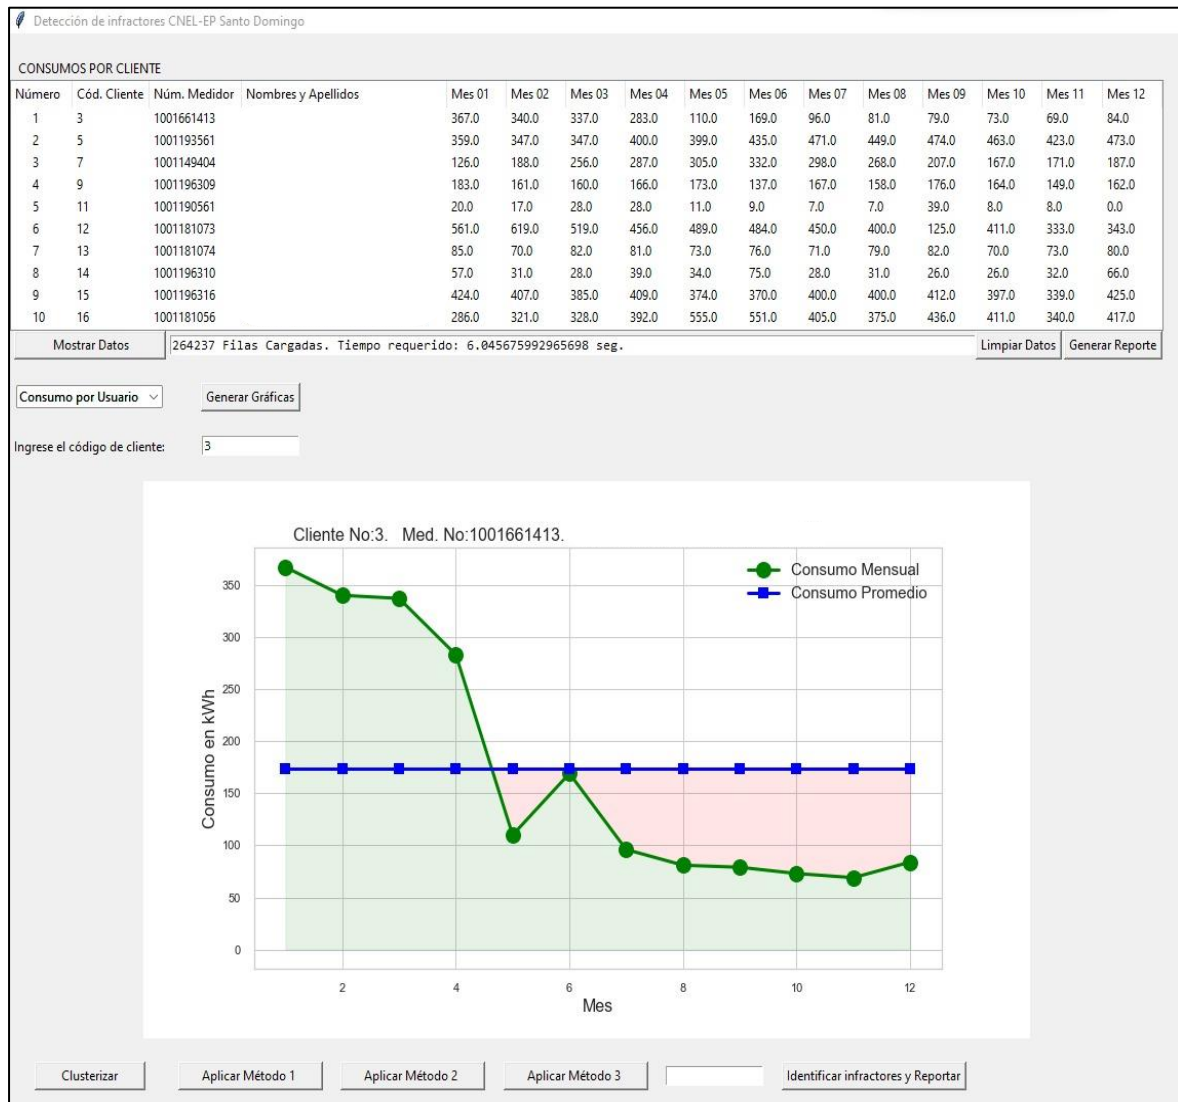 Detección de infractores CNEL-EP Santo Domingo
CONSUMOS POR CLIENTE
Número Cód. Cliente Núm. Medidor Nombres y Apellidos Mes 01 Mes 02 Mes 03 Mes 04 Mes 05 Mes 06 Mes 07 Mes 08 Mes 09 Mes 10 Mes 11 Mes 12
1 3 1001661413 367.0 340.0 337.0 283.0 110.0 169.0 96.0 81.0 79.0 73.0 69.0 84.0
2 5 1001193561 359.0 347.0 347.0 400.0 399.0 435.0 471.0 449.0 474.0 463.0 423.0 473.0
3 7 1001149404 126.0 188.0 256.0 287.0 305.0 332.0 298.0 268.0 207.0 167.0 171.0 187.0
4 9 1001196309 183.0 161.0 160.0 166.0 173.0 137.0 167.0 158.0 176.0 164.0 149.0 162.0
5 11 1001190561 20.0 17.0 28.0 28.0 11.0 9.0 7.0 7.0 39.0 8.0 8.0 0.0
6 12 1001181073 561.0 619.0 519.0 456.0 489.0 484.0 450.0 400.0 125.0 411.0 333.0 343.0
7 13 1001181074 85.0 70.0 82.0 81.0 73.0 76.0 71.0 79.0 82.0 70.0 73.0 80.0
8 14 1001196310 57.0 31.0 28.0 39.0 34.0 75.0 28.0 31.0 26.0 26.0 32.0 66.0
9 15 1001196316 424.0 407.0 385.0 409.0 374.0 370.0 400.0 400.0 412.0 397.0 339.0 425.0
10 16 1001181056 286.0 321.0 328.0 392.0 555.0 551.0 405.0 375.0 436.0 411.0 340.0 417.0
Mostrar Datos 264237 Filas Cargadas. Tiempo requerido: 6.045675992965698 seg. Limpiar Datos Generar Reporte
Consumo por Usuario Generar Gráficas
Ingrese el código de cliente: 3
Cliente No:3. Med. No:1001661413.
Consumo Mensual
Consumo Promedio
350
300
250
200
150
100
50
0
Consumo en kWh
2 4 6 8 10 12
Mes
Clusterizar Aplicar Método 1 Aplicar Método 2 Aplicar Método 3 Identificar infractores y Reportar